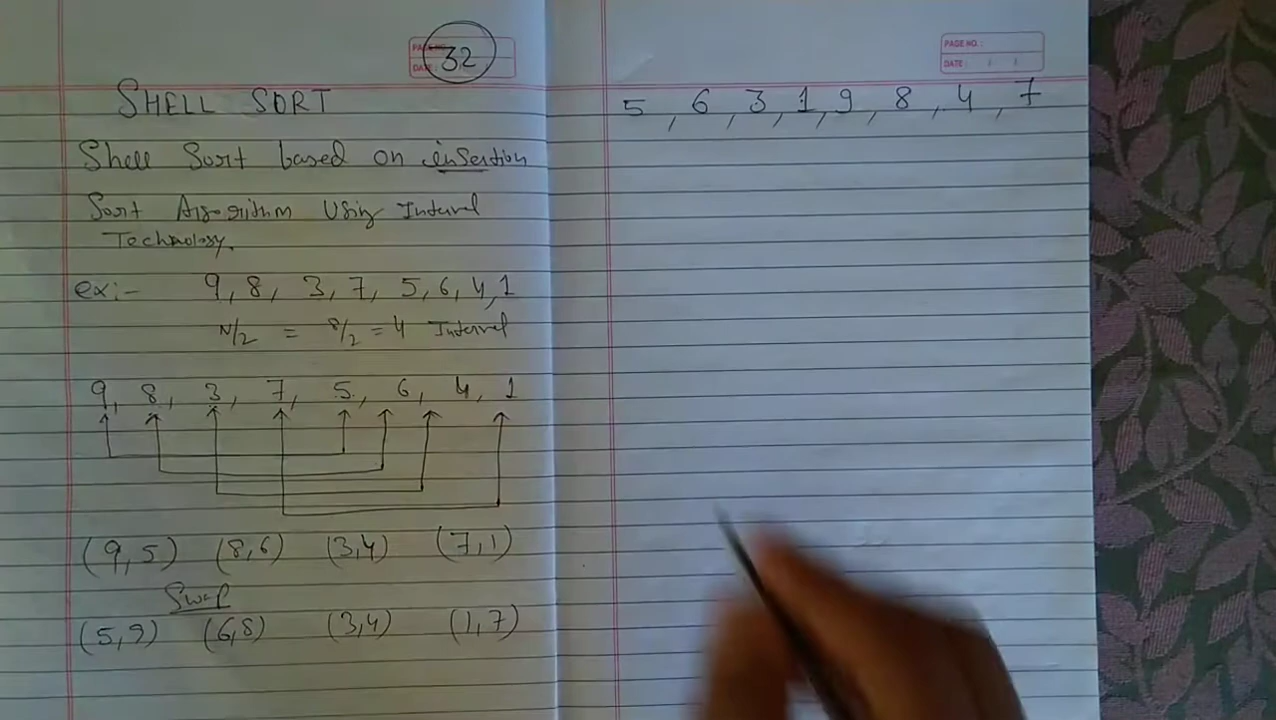 PAGE NO.:
DATE:
32
SHELL SORT
Shell Sort based on insertion
Sort Algorithm Using Interval
Technology.
ex:- 9, 8, 3, 7, 5, 6, 4, 1
N/2 = 8/2 = 4 Interval
9, 8, 3, 7, 5, 6, 4, 1
(9,5) (8,6) (3,4) (7,1)
Swap
(5,9) (6,8) (3,4) (1,7)
PAGE NO.:
DATE: / /
5, 6, 3, 1, 9, 8, 4, 7